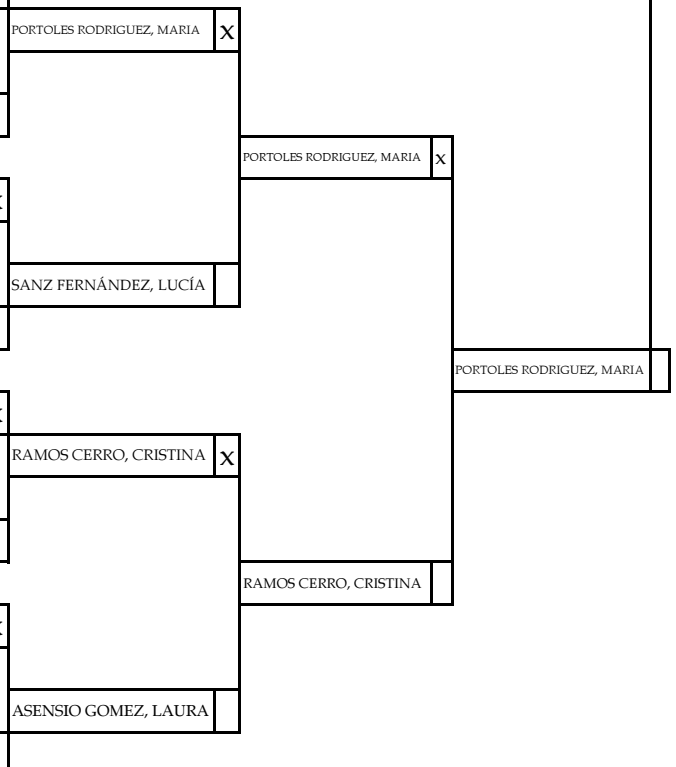 PORTOLES RODRIGUEZ, MARIA X
PORTOLES RODRIGUEZ, MARIA X
SANZ FERNÁNDEZ, LUCÍA
PORTOLES RODRIGUEZ, MARIA
RAMOS CERRO, CRISTINA X
RAMOS CERRO, CRISTINA
ASENSIO GOMEZ, LAURA